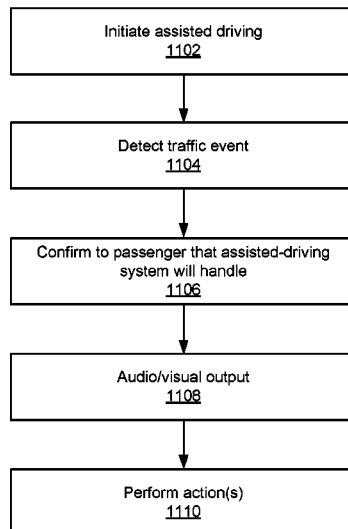 Initiate assisted driving
1102
Detect traffic event
1104
Confirm to passenger that assisted-driving
system will handle
1106
Audio/visual output
1108
Perform action(s)
1110